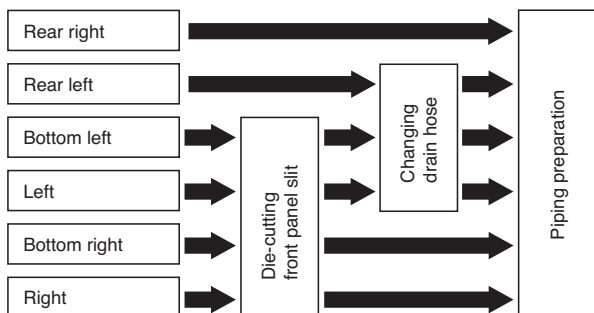 Rear right
Rear left
Bottom left
Left
Bottom right
Right
Die-cutting
front panel slit
Changing
drain hose
Piping preparation